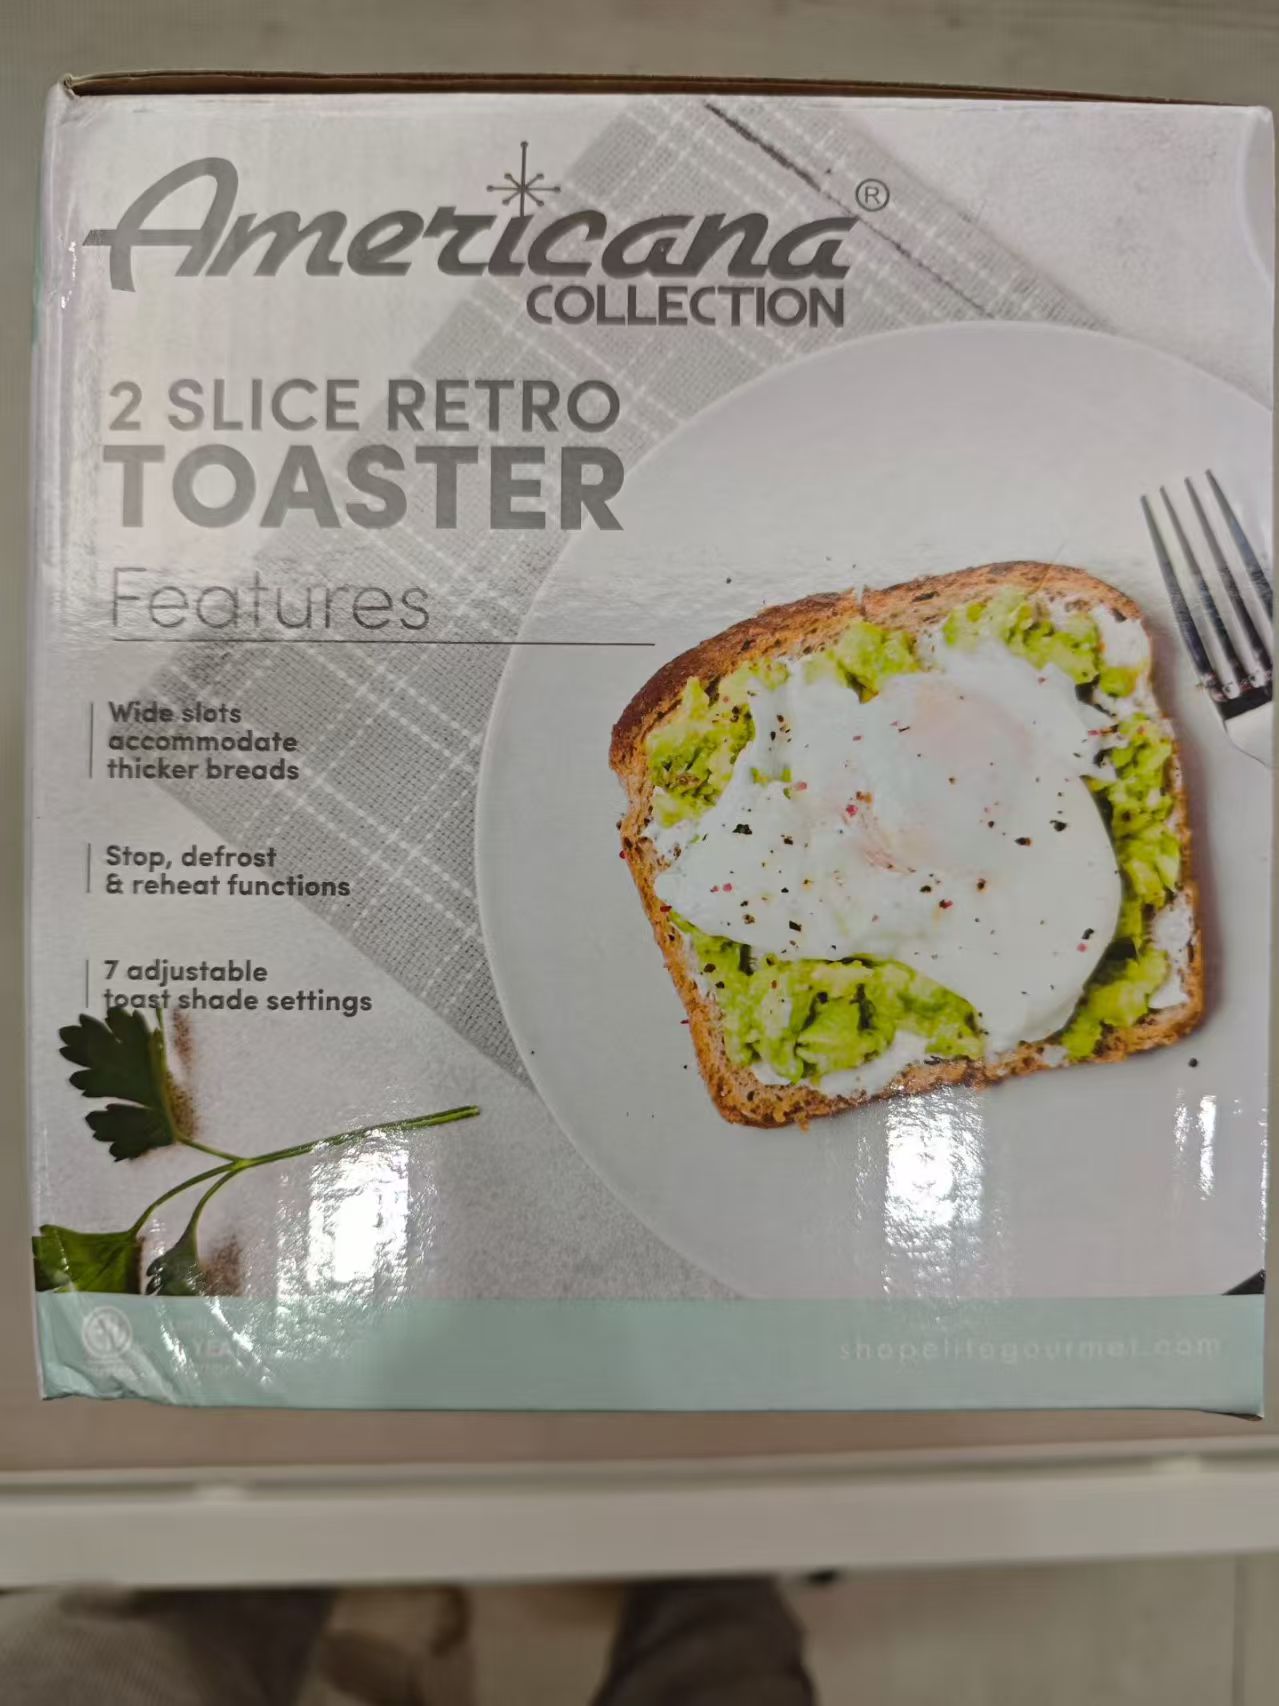 Americana®
COLLECTION
2 SLICE RETRO
TOASTER
Features
Wide slots
accommodate
thicker breads
Stop, defrost
& reheat functions
7 adjustable
toast shade settings
shopelitegourmet.com